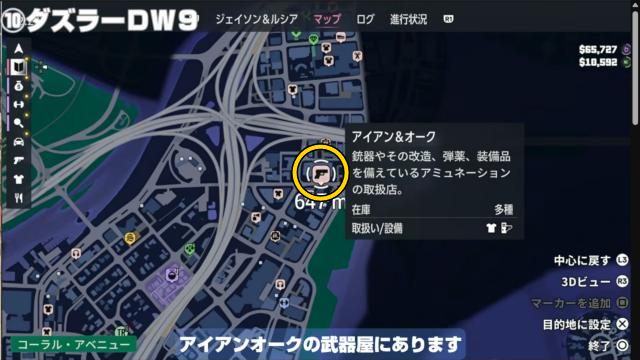 ⑩ダズラーDW9
ジェイソン&ルシア マップ ログ 進行状況 R1
$65,727
$10,592
アイアン&オーク
銃器やその改造、弾薬、装備品
を備えているアミュネーション
の取扱店。
在庫 多種
取扱い/設備
647 m
中心に戻す L3
3Dビュー R3
マーカーを追加
目的地に設定
終了
コーラル・アベニュー
アイアンオークの武器屋にあります